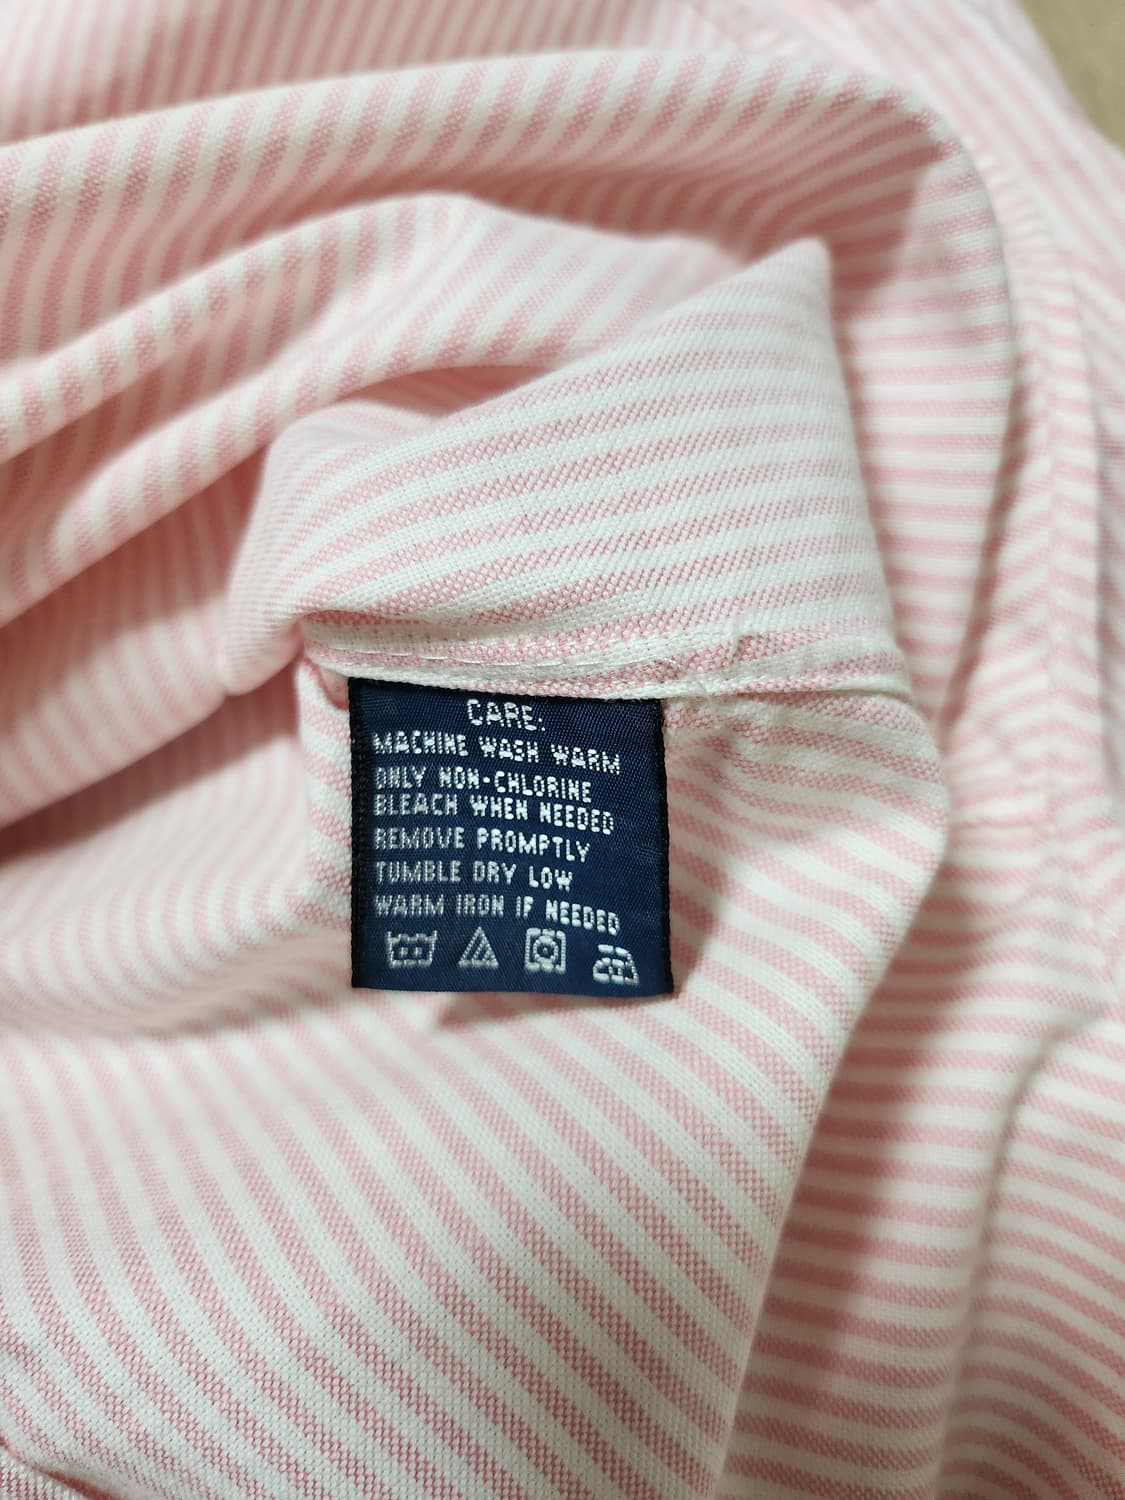 CARE:
MACHINE WASH WARM
ONLY NON-CHLORINE
BLEACH WHEN NEEDED
REMOVE PROMPTLY
TUMBLE DRY LOW
WARM IRON IF NEEDED